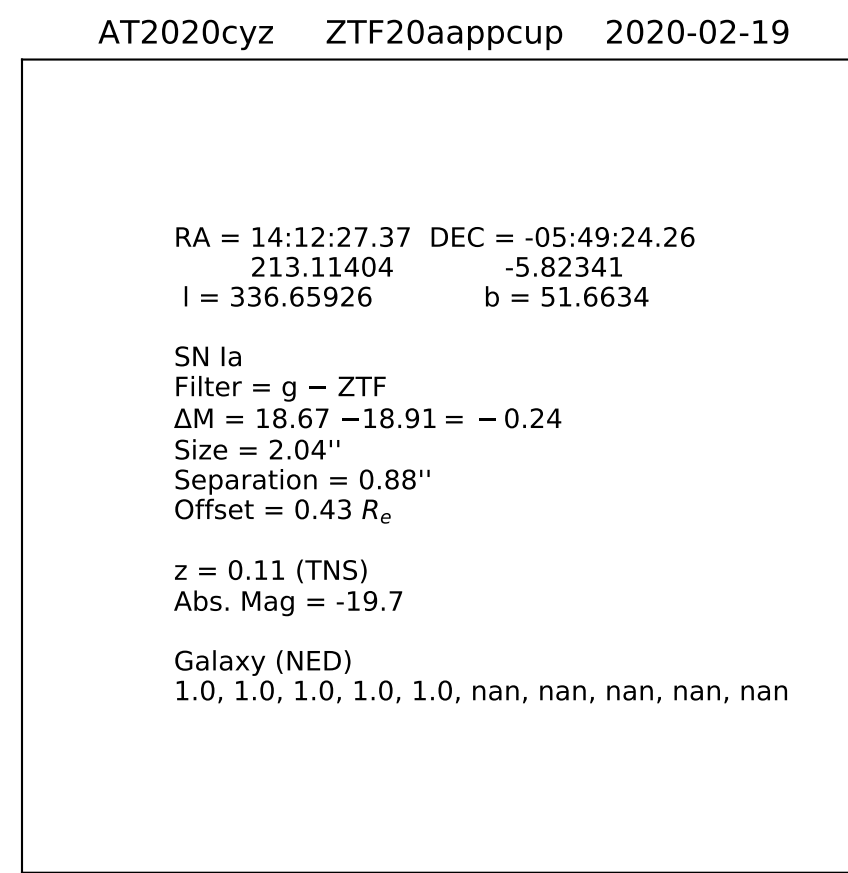 AT2020cyz ZTF20aappcup 2020-02-19
RA = 14:12:27.37 DEC = -05:49:24.26
213.11404 -5.82341
l = 336.65926 b = 51.6634
SN Ia
Filter = g − ZTF
ΔM = 18.67 −18.91 = − 0.24
Size = 2.04''
Separation = 0.88''
Offset = 0.43 Re
z = 0.11 (TNS)
Abs. Mag = -19.7
Galaxy (NED)
1.0, 1.0, 1.0, 1.0, 1.0, nan, nan, nan, nan, nan